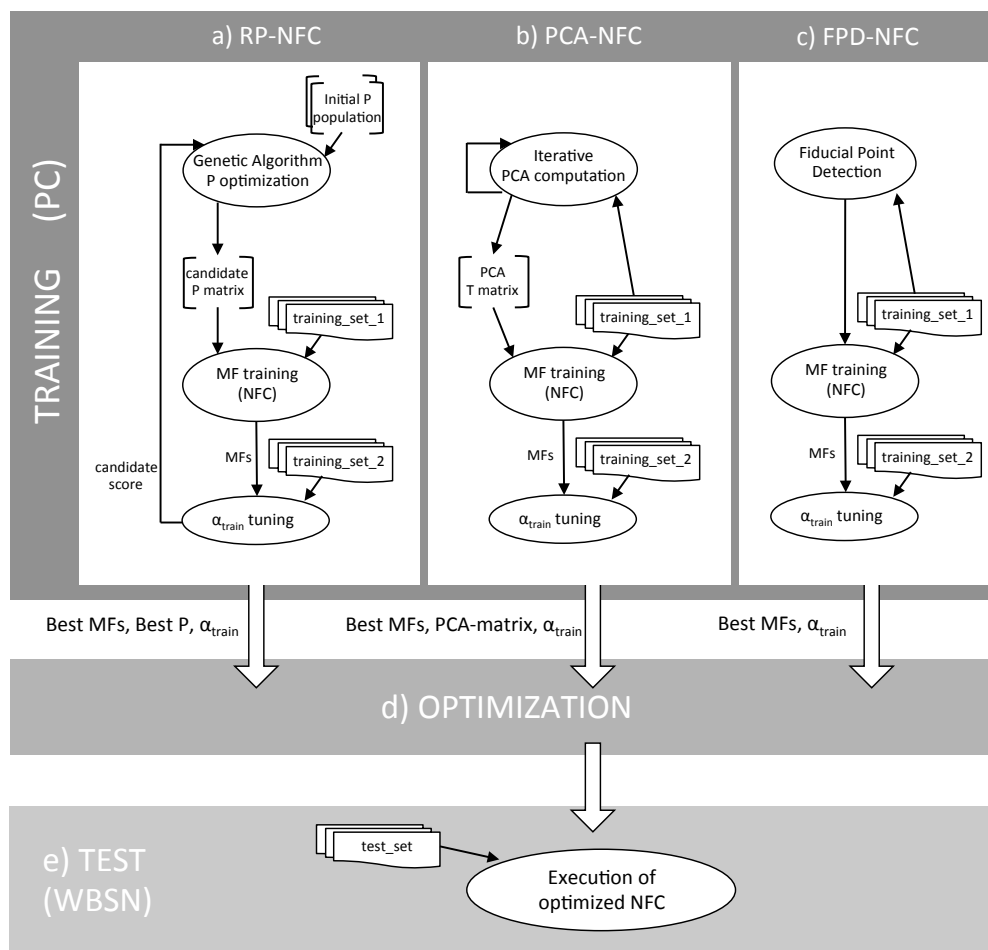 a) RP-NFC
b) PCA-NFC
c) FPD-NFC
TRAINING (PC)
Initial P
population
Genetic Algorithm
P optimization
candidate
P matrix
training_set_1
MF training
(NFC)
candidate
score
MFs
training_set_2
αtrain tuning
Iterative
PCA computation
PCA
T matrix
training_set_1
MF training
(NFC)
MFs
training_set_2
αtrain tuning
Fiducial Point
Detection
training_set_1
MF training
(NFC)
MFs
training_set_2
αtrain tuning
Best MFs, Best P, αtrain
Best MFs, PCA-matrix, αtrain
Best MFs, αtrain
d) OPTIMIZATION
e) TEST
(WBSN)
test_set
Execution of
optimized NFC